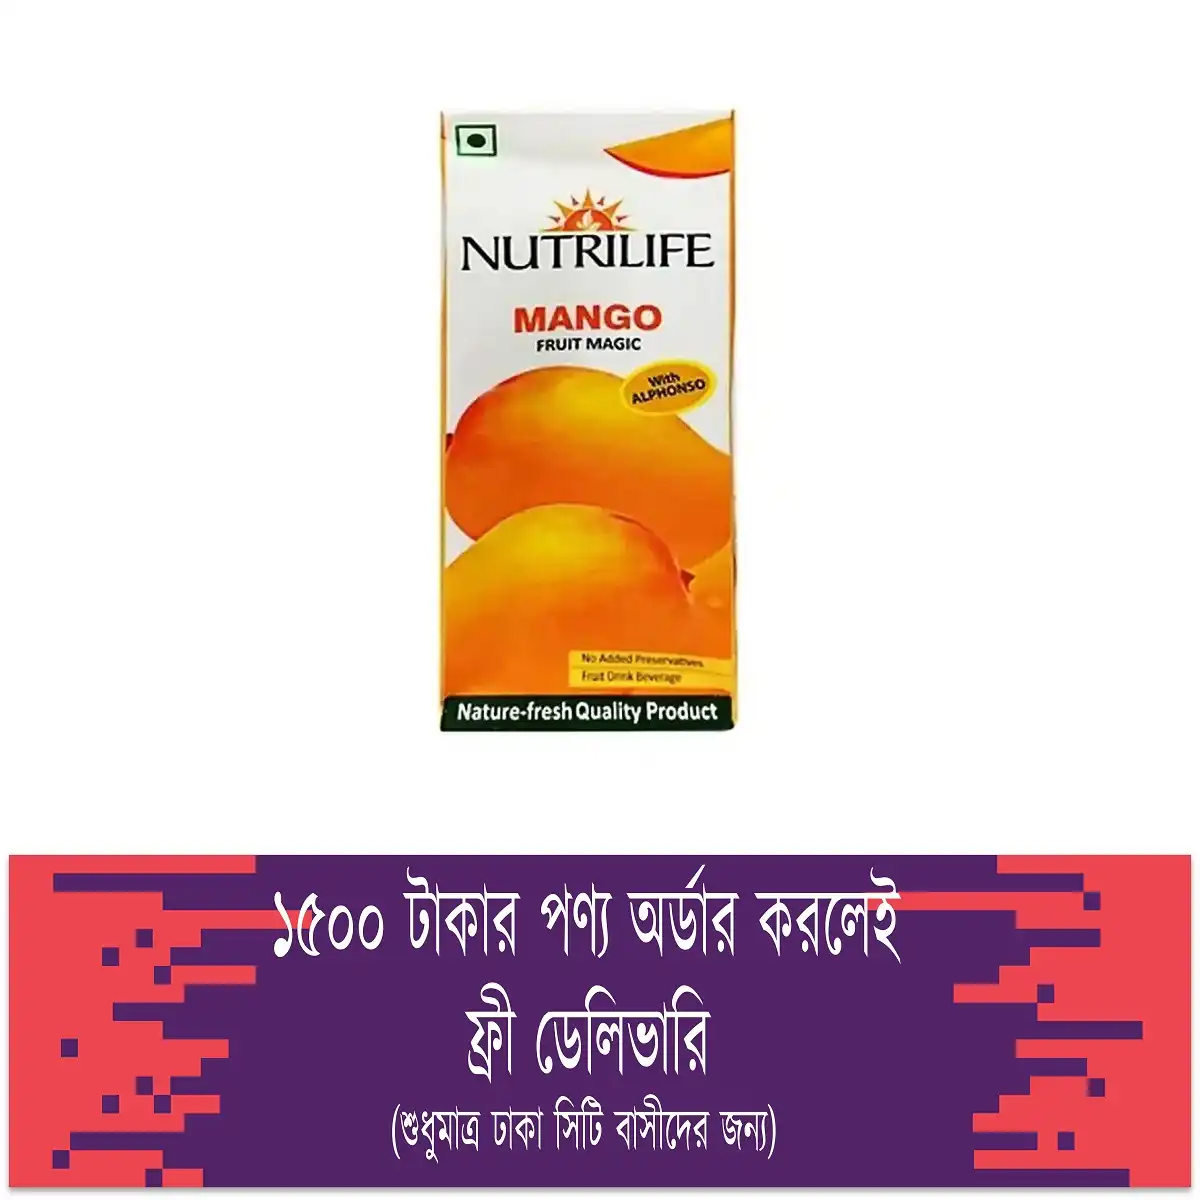 NUTRILIFE
MANGO
FRUIT MAGIC
With
ALPHONSO
No Added Preservatives
Fruit Drink Beverage
Nature-fresh Quality Product
১৫০০ টাকার পণ্য অর্ডার করলেই
ফ্রী ডেলিভারি
(শুধুমাত্র ঢাকা সিটি বাসীদের জন্য)